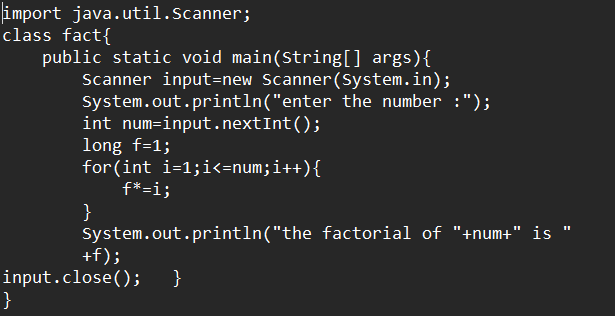 import java.util.Scanner;
class fact{
    public static void main(String[] args){
        Scanner input=new Scanner(System.in);
        System.out.println("enter the number :");
        int num=input.nextInt();
        long f=1;
        for(int i=1;i<=num;i++){
            f*=i;
        }
        System.out.println("the factorial of "+num+" is "
        +f);
input.close();   }
}